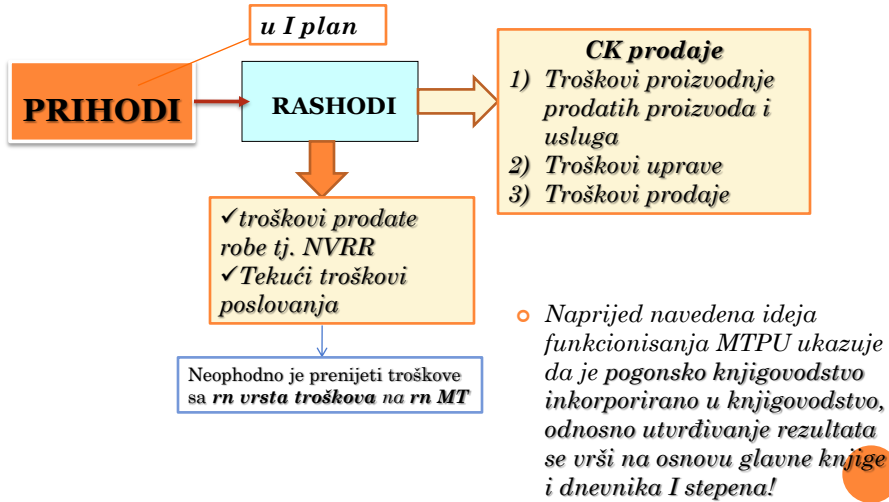 u I plan
PRIHODI
RASHODI
CK prodaje
1) Troškovi proizvodnje
prodatih proizvoda i
usluga
2) Troškovi uprave
3) Troškovi prodaje
✓troškovi prodate
robe tj. NVRR
✓Tekući troškovi
poslovanja
Neophodno je prenijeti troškove
sa rn vrsta troškova na rn MT
Naprijed navedena ideja
funkcionisanja MTPU ukazuje
da je pogonsko knjigovodstvo
inkorporirano u knjigovodstvo,
odnosno utvrđivanje rezultata
se vrši na osnovu glavne knjige
i dnevnika I stepena!